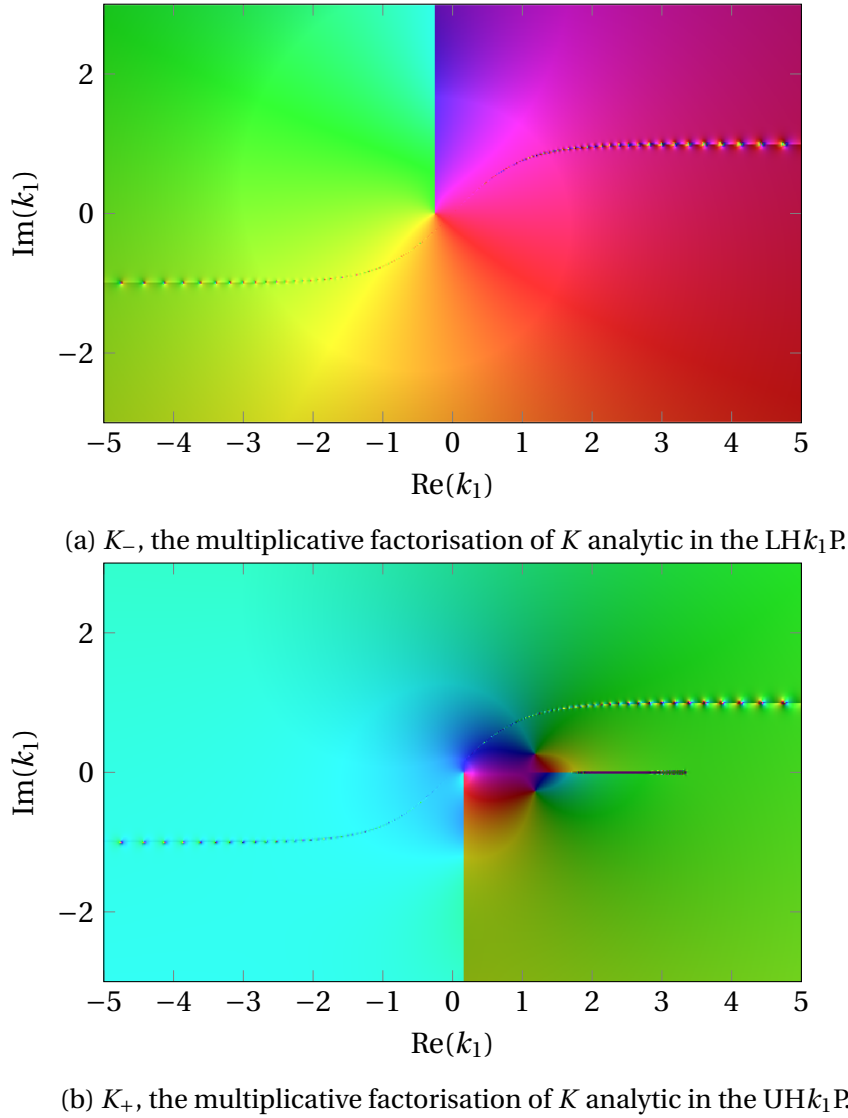 2
0
−2
Im(k₁)
−5 −4 −3 −2 −1 0 1 2 3 4 5
Re(k₁)
(a) K₋, the multiplicative factorisation of K analytic in the LHk₁P.
2
0
−2
Im(k₁)
−5 −4 −3 −2 −1 0 1 2 3 4 5
Re(k₁)
(b) K₊, the multiplicative factorisation of K analytic in the UHk₁P.